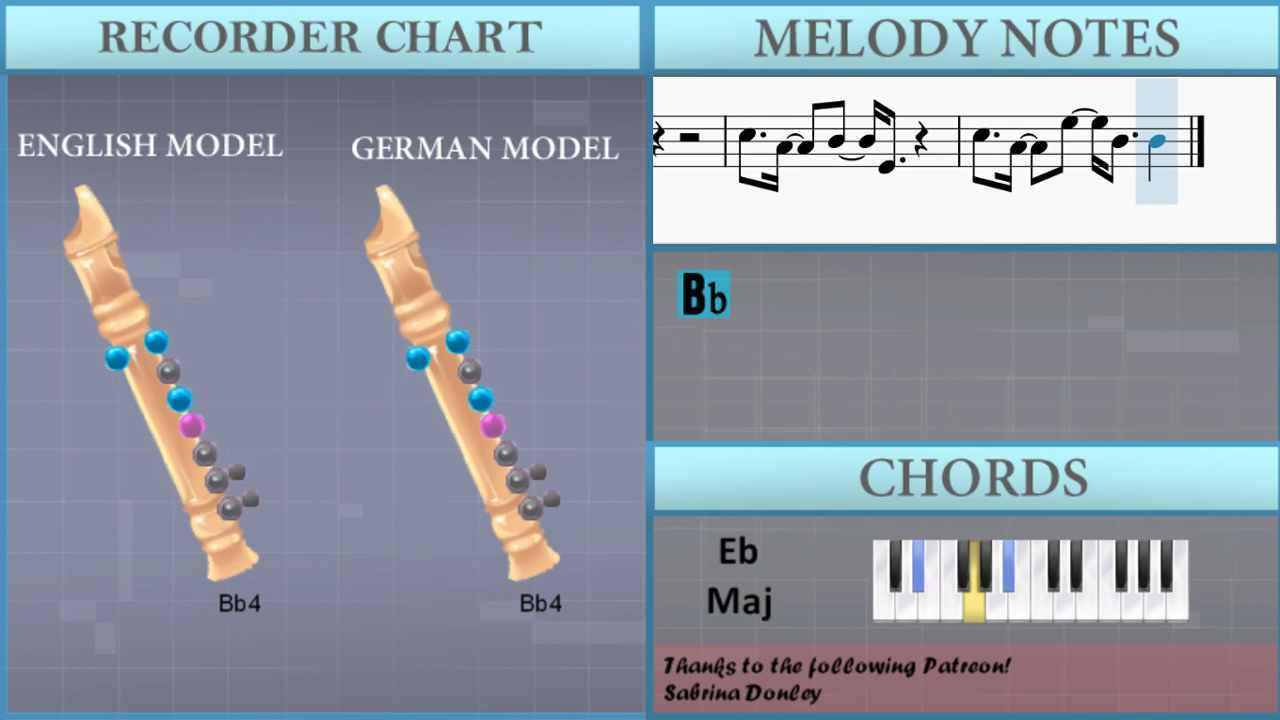 RECORDER CHART
MELODY NOTES
ENGLISH MODEL
GERMAN MODEL
Bb
Bb4
Bb4
CHORDS
Eb
Maj
Thanks to the following Patreon!
Sabrina Donley